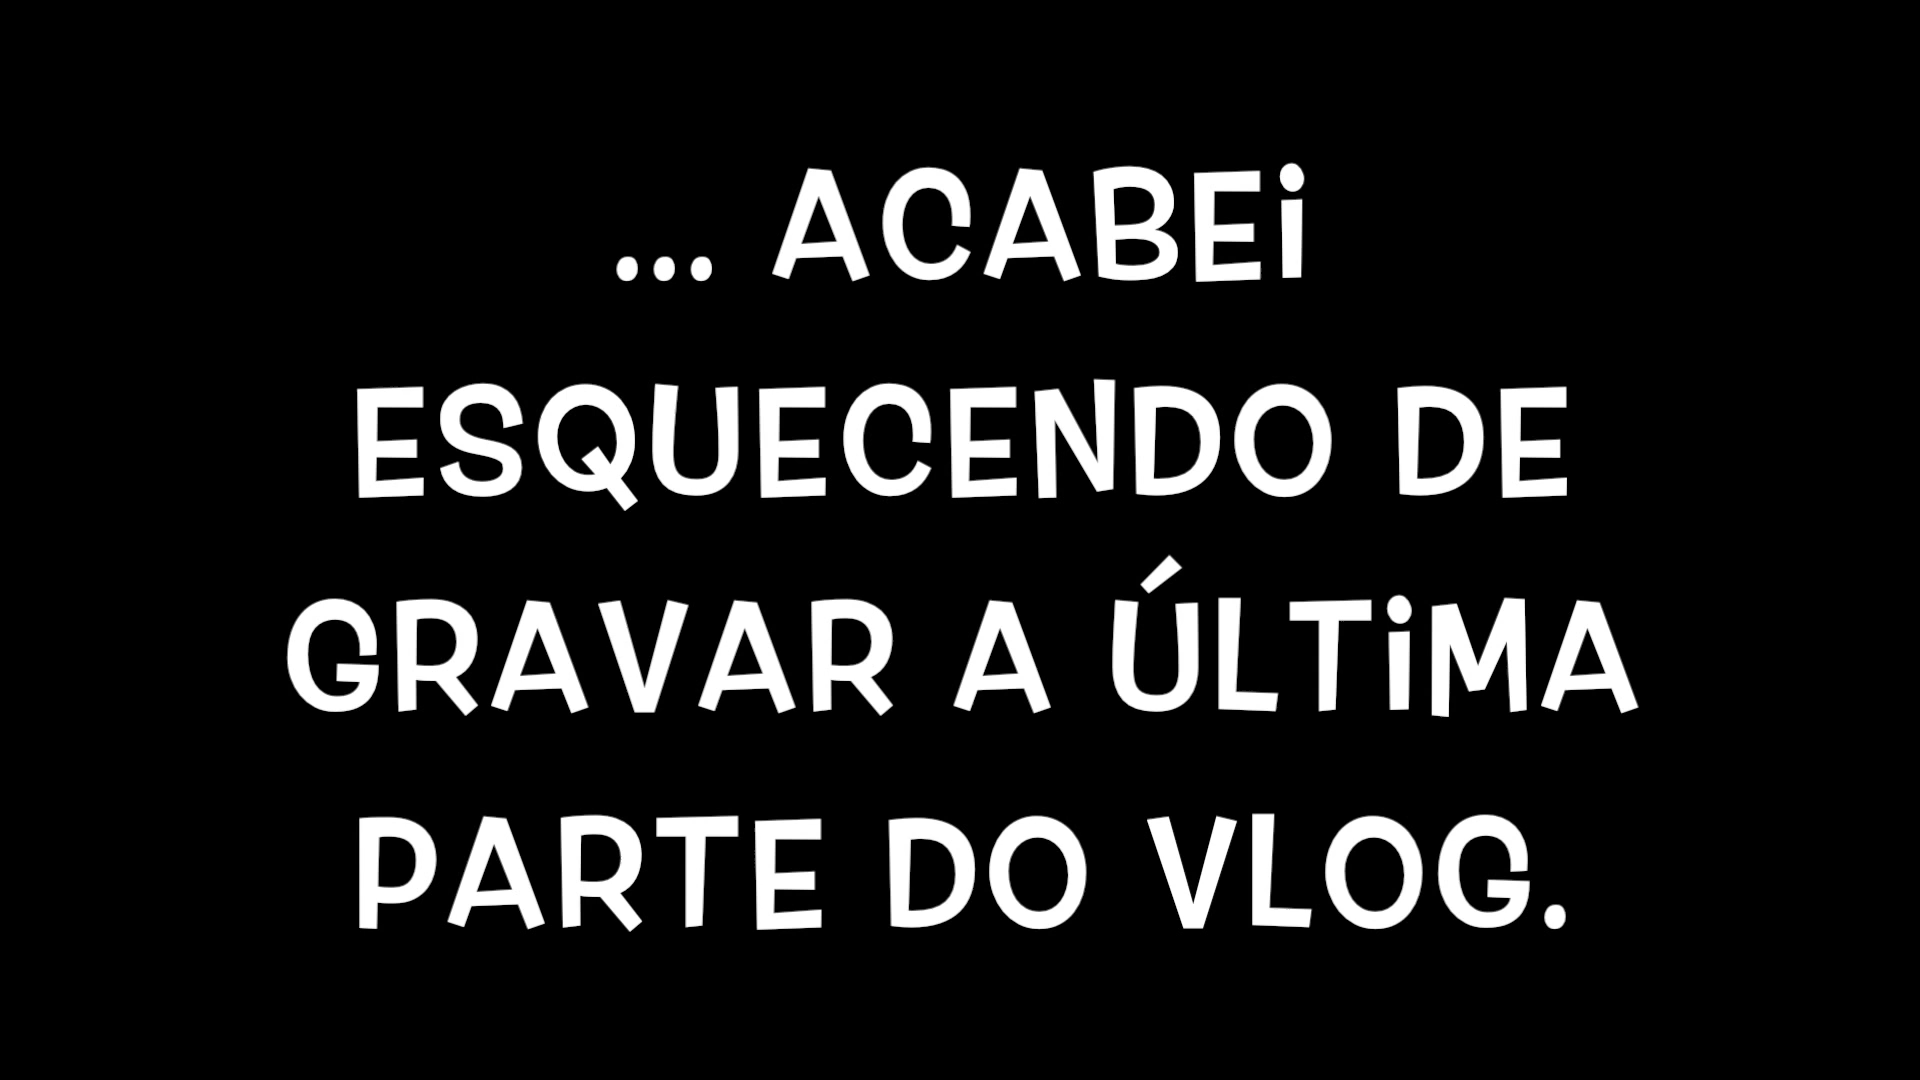 ... ACABEi
ESQUECENDO DE
GRAVAR A ÚLTiMA
PARTE DO VLOG.